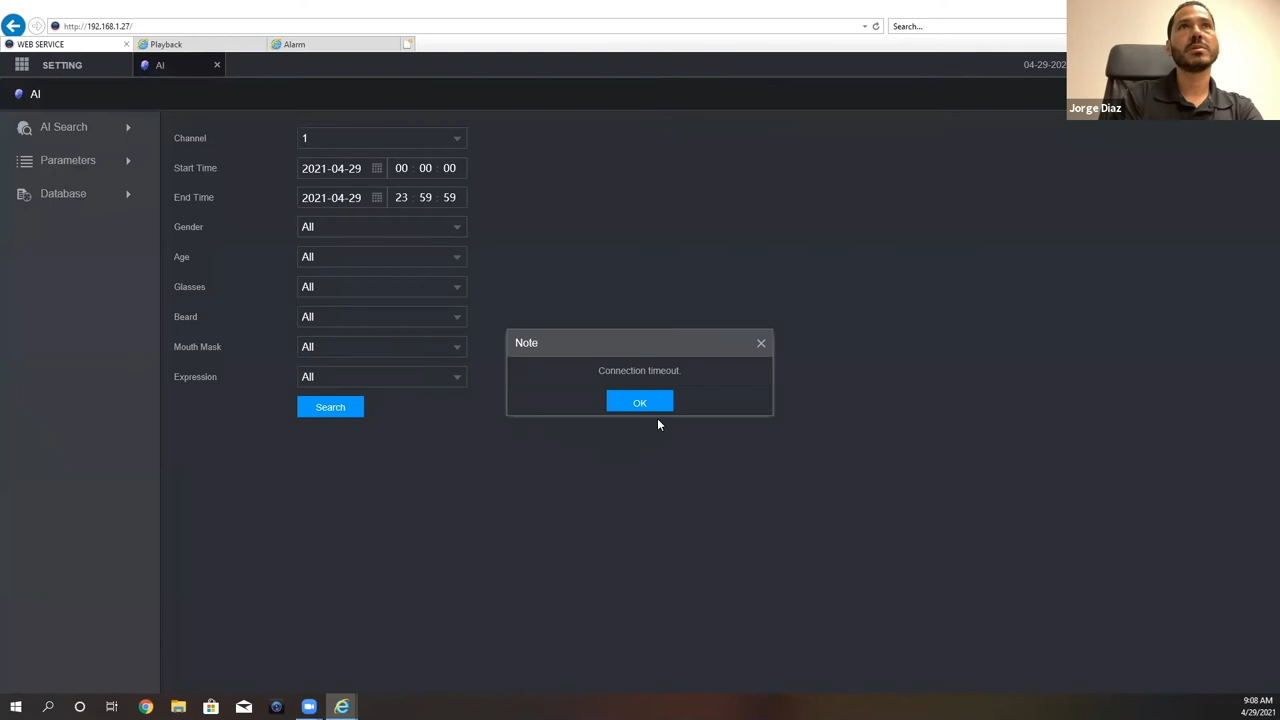 http://192.168.1.27/
Search...
WEB SERVICE
Playback
Alarm
SETTING
AI
04-29-202
AI
Jorge Diaz
AI Search
Parameters
Database
Channel
1
Start Time
2021-04-29
00 : 00 : 00
End Time
2021-04-29
23 : 59 : 59
Gender
All
Age
All
Glasses
All
Beard
All
Mouth Mask
All
Expression
All
Search
Note
Connection timeout.
OK
9:08 AM
4/29/2021